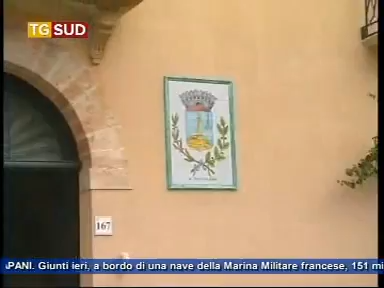 TG SUD
167
PANI. Giunti ieri, a bordo di una nave della Marina Militare francese, 151 mi